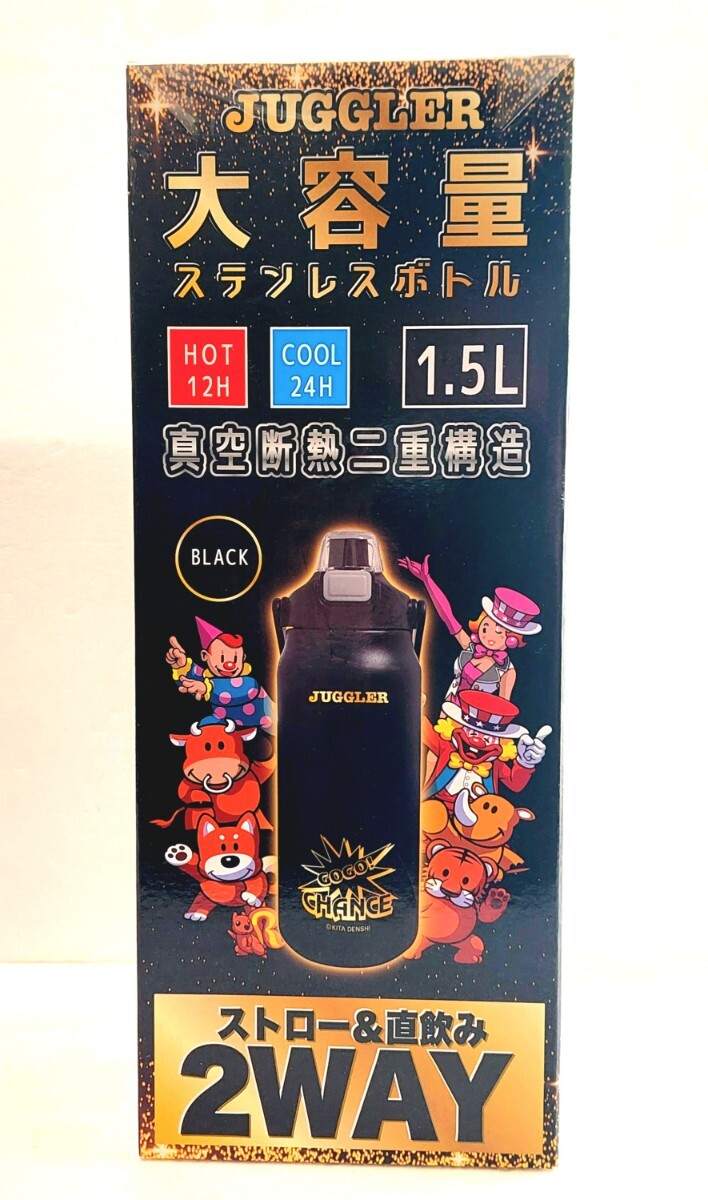 JUGGLER
大容量
ステンレスボトル
HOT
12H
COOL
24H
1.5L
真空断熱二重構造
BLACK
JUGGLER
GOGO!
CHANCE
©KITA DENSHI
ストロー&直飲み
2WAY